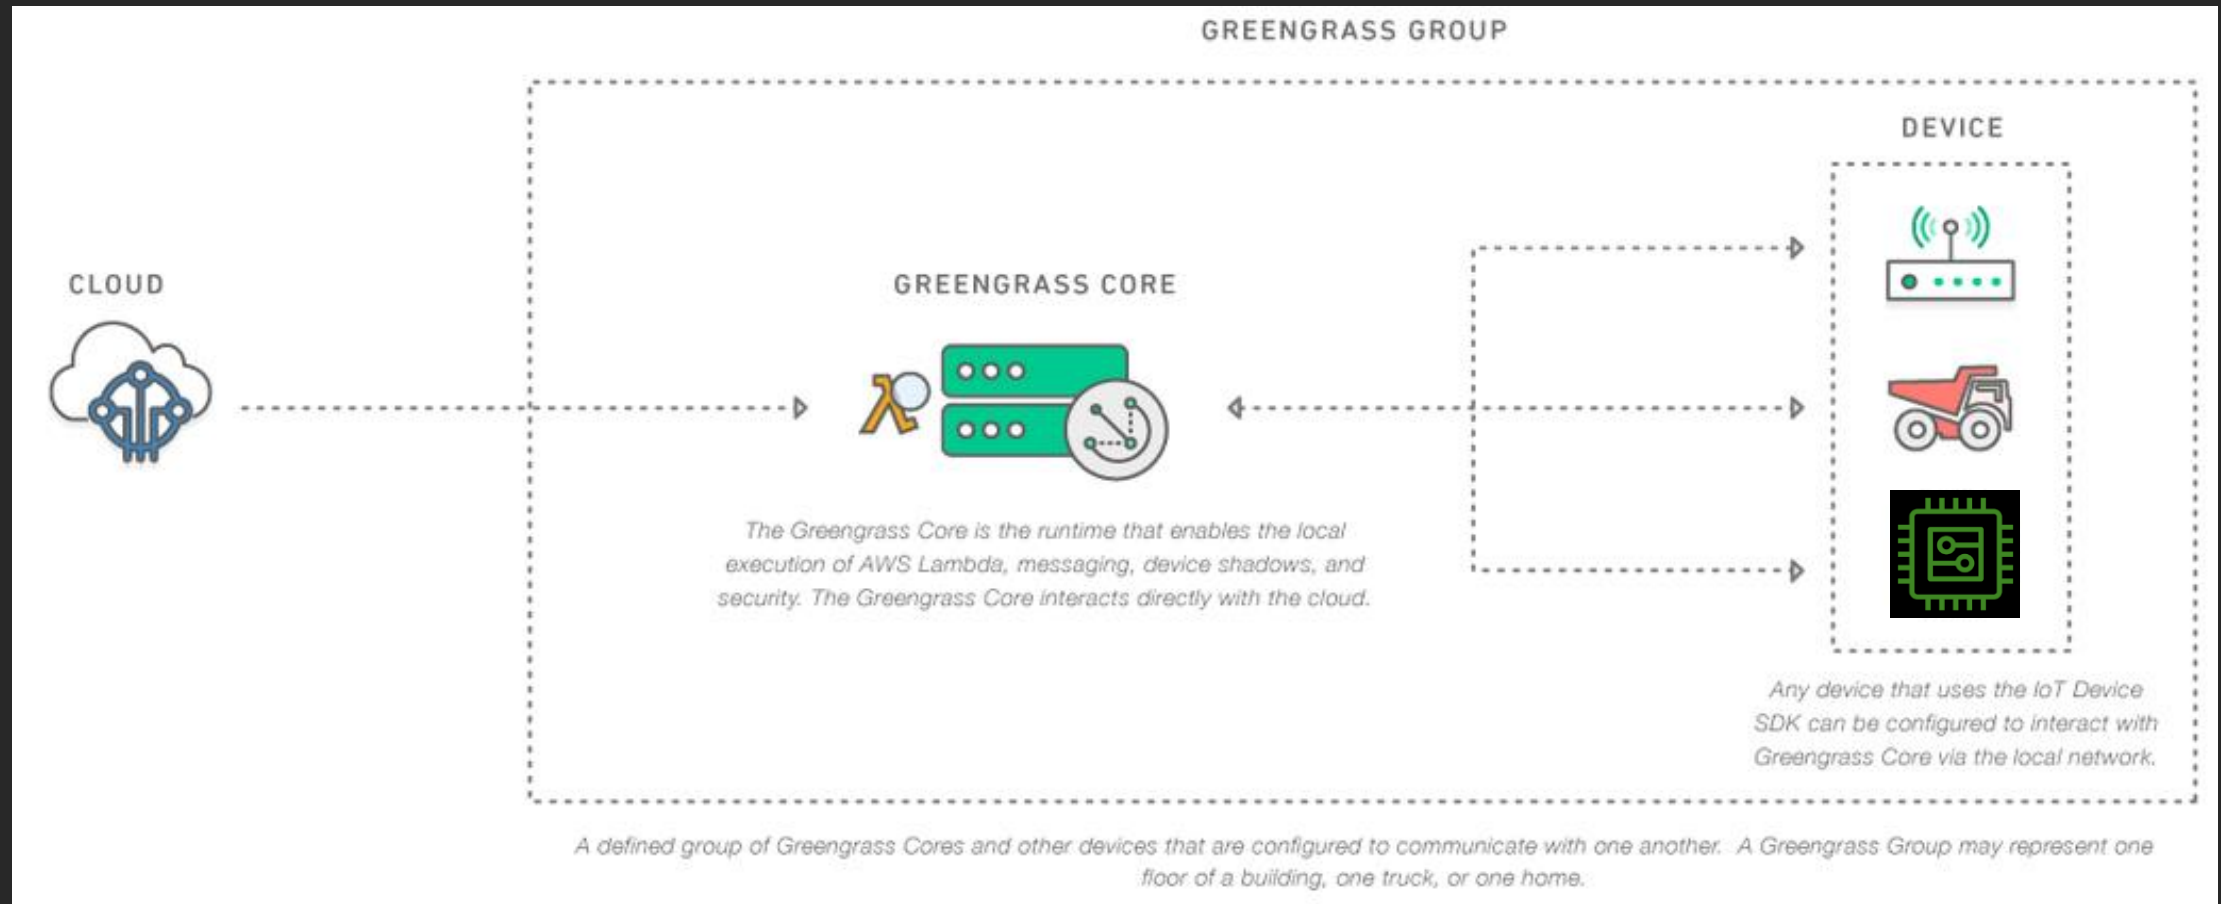 GREENGRASS GROUP
DEVICE
CLOUD
GREENGRASS CORE
The Greengrass Core is the runtime that enables the local
execution of AWS Lambda, messaging, device shadows, and
security. The Greengrass Core interacts directly with the cloud.
Any device that uses the IoT Device
SDK can be configured to interact with
Greengrass Core via the local network.
A defined group of Greengrass Cores and other devices that are configured to communicate with one another. A Greengrass Group may represent one
floor of a building, one truck, or one home.